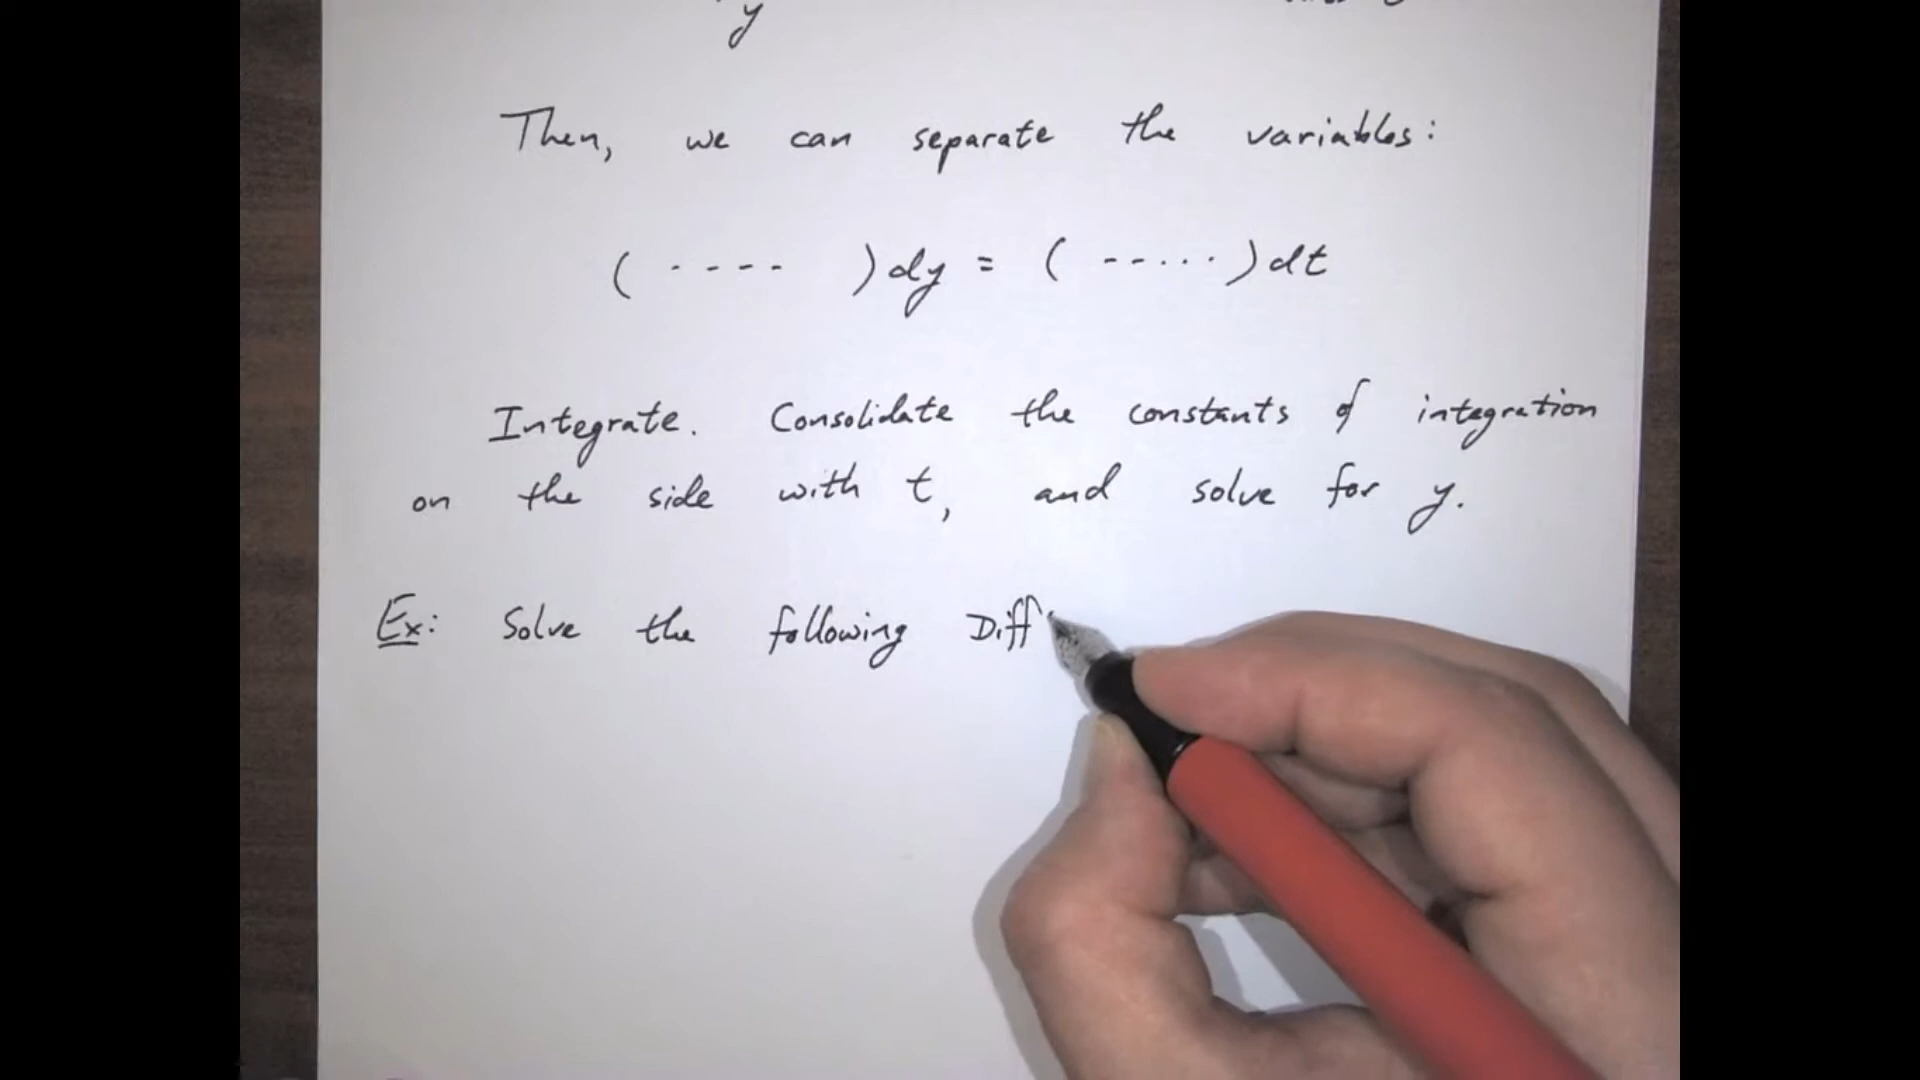 y
Then, we can separate the variables:
( ---- ) dy = ( ----- ) dt
Integrate. Consolidate the constants of integration
on the side with t, and solve for y.
Ex: Solve the following Diff